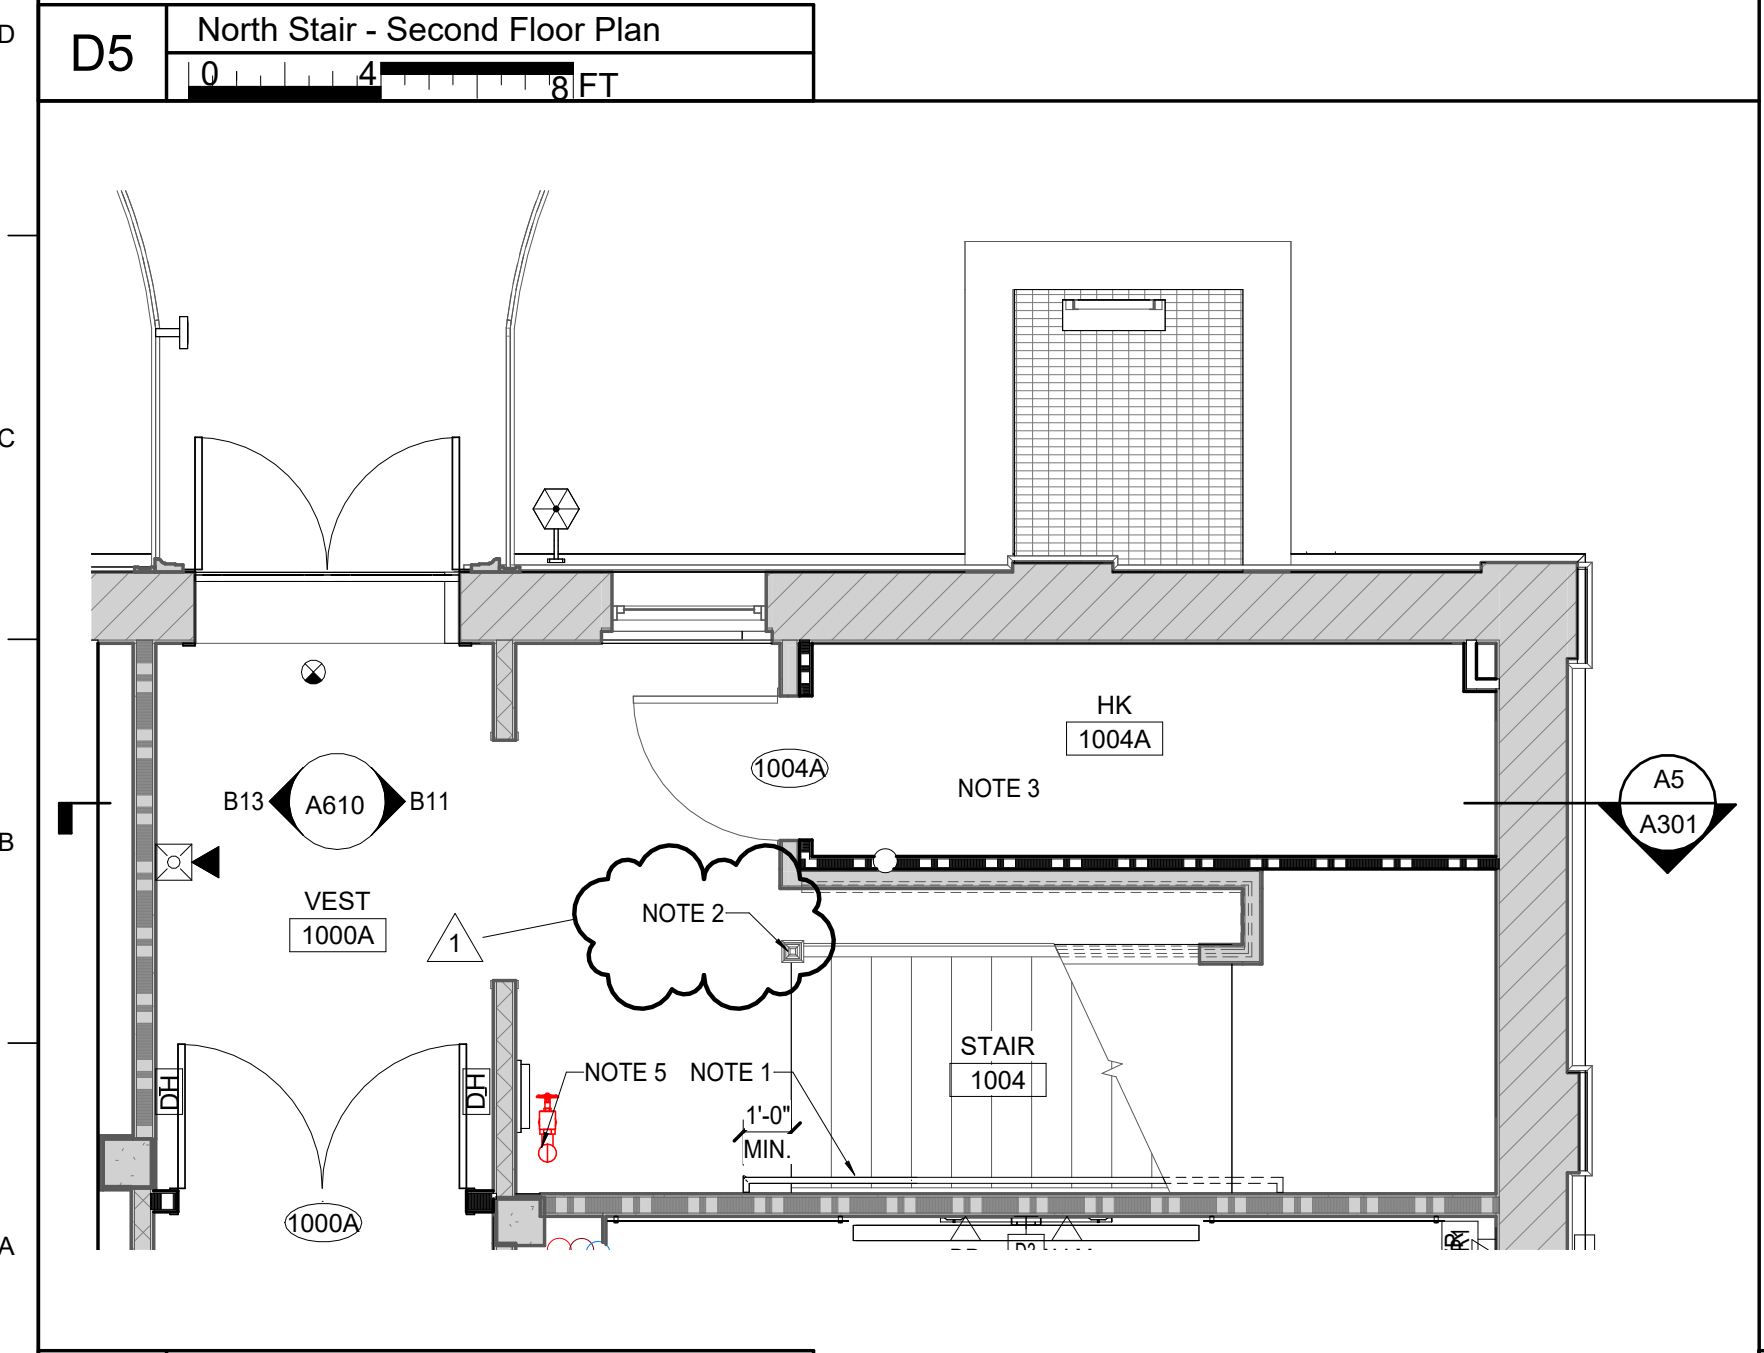 D
D5
North Stair - Second Floor Plan
0 4 8 FT
C
HK
1004A
1004A
NOTE 3
B13 A610 B11
A5
A301
B
VEST
1000A
1
NOTE 2
STAIR
1004
NOTE 5
NOTE 1
DH
DH
1'-0"
MIN.
1000A
A